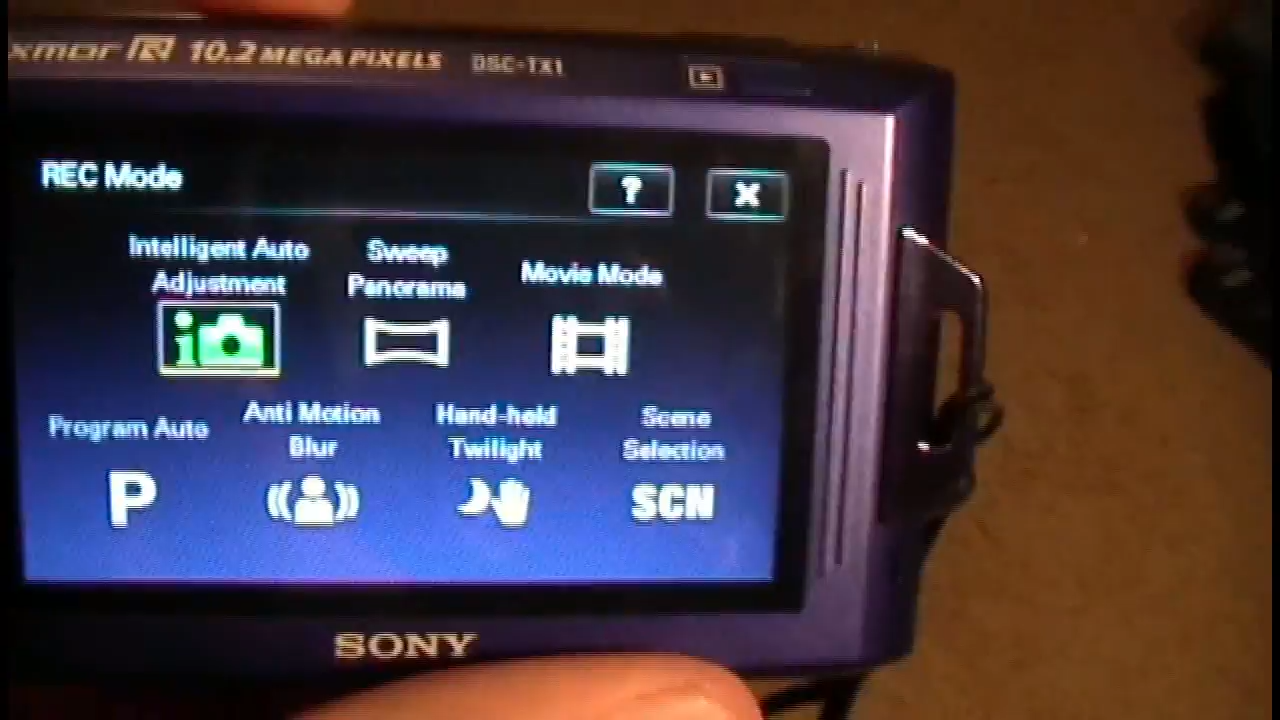 xmor R 10.2 MEGA PIXELS DSC-TX1
REC Mode ? X
Intelligent Auto
Adjustment
Sweep
Panorama
Movie Mode
i
Program Auto
Anti Motion
Blur
Hand-held
Twilight
Scene
Selection
P
SCN
SONY